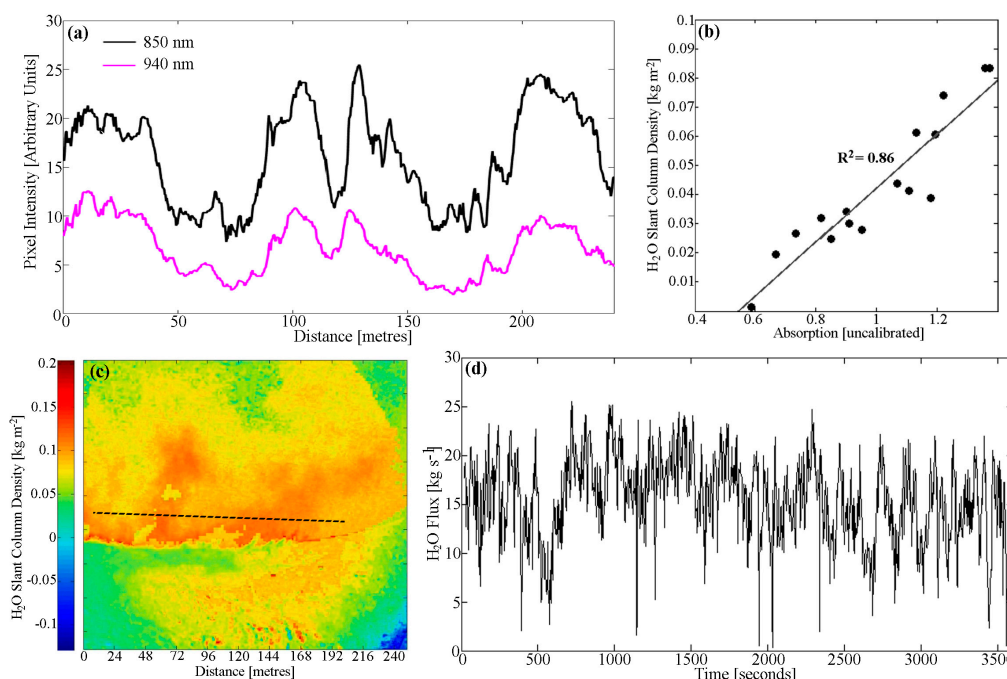 (a)
850 nm
940 nm
Pixel Intensity [Arbitrary Units]
30
25
20
15
10
5
0
0 50 100 150 200
Distance [metres]
(b)
H₂O Slant Column Density [kg m⁻²]
0.1
0.09
0.08
0.07
0.06
0.05
0.04
0.03
0.02
0.01
R² = 0.86
0.4 0.6 0.8 1 1.2
Absorption [uncalibrated]
(c)
H₂O Slant Column Density [kg m⁻²]
0.2
0.15
0.1
0.05
0
-0.05
-0.1
0 24 48 72 96 120 144 168 192 216 240
Distance [metres]
(d)
H₂O Flux [kg s⁻¹]
30
25
20
15
10
5
0
0 500 1000 1500 2000 2500 3000 350
Time [seconds]